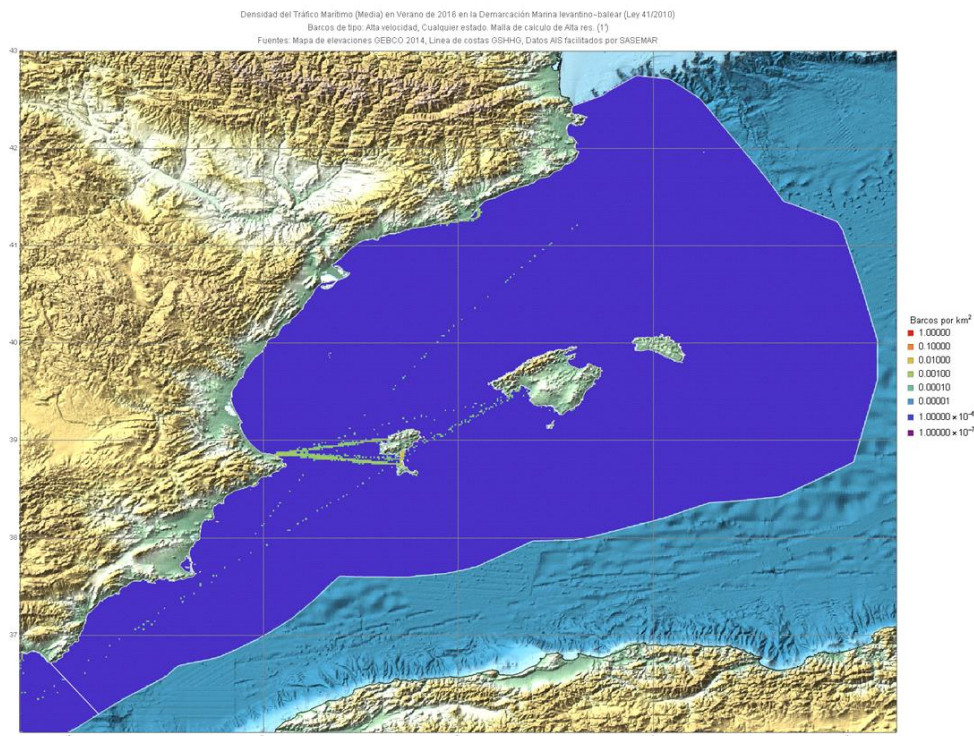 Densidad del Tráfico Marítimo (Media) en Verano de 2016 en la Demarcación Marina levantino-balear (Ley 41/2010)
Barcos de tipo: Alta velocidad, Cualquier estado. Malla de calculo de Alta res. (1')
Fuentes: Mapa de elevaciones GEBCO 2014, Linea de costas GSHHG, Datos AIS facilitados por SASEMAR
43
42
41
40
39
38
37
Barcos por km²
1.00000
0.10000
0.01000
0.00100
0.00010
0.00001
1.00000 × 10⁻⁶
1.00000 × 10⁻⁷